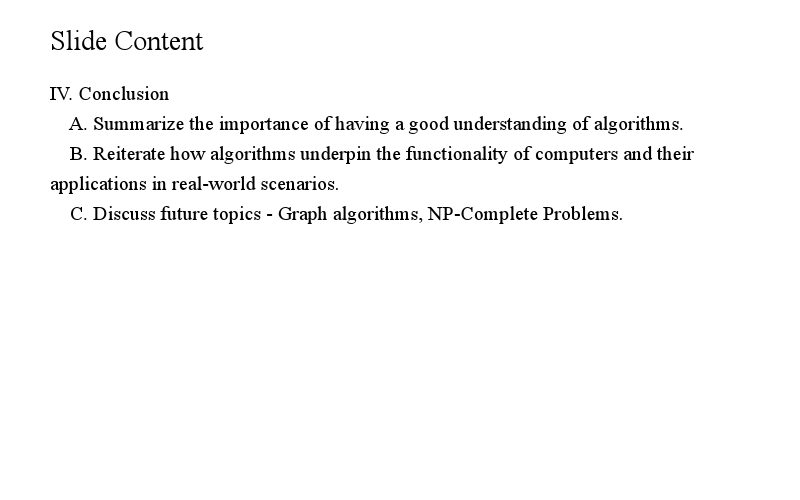 Slide Content
IV. Conclusion
A. Summarize the importance of having a good understanding of algorithms.
B. Reiterate how algorithms underpin the functionality of computers and their
applications in real-world scenarios.
C. Discuss future topics - Graph algorithms, NP-Complete Problems.